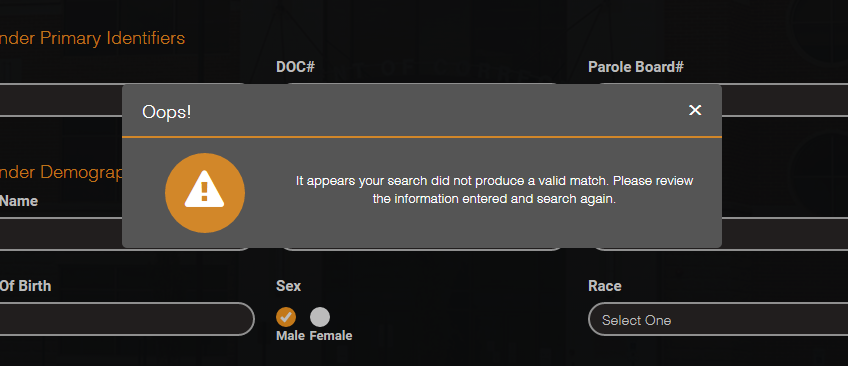 nder Primary Identifiers
DOC#
Parole Board#
Oops!
It appears your search did not produce a valid match. Please review
the information entered and search again.
nder Demograp
Name
Of Birth
Sex
Race
Male Female
Select One